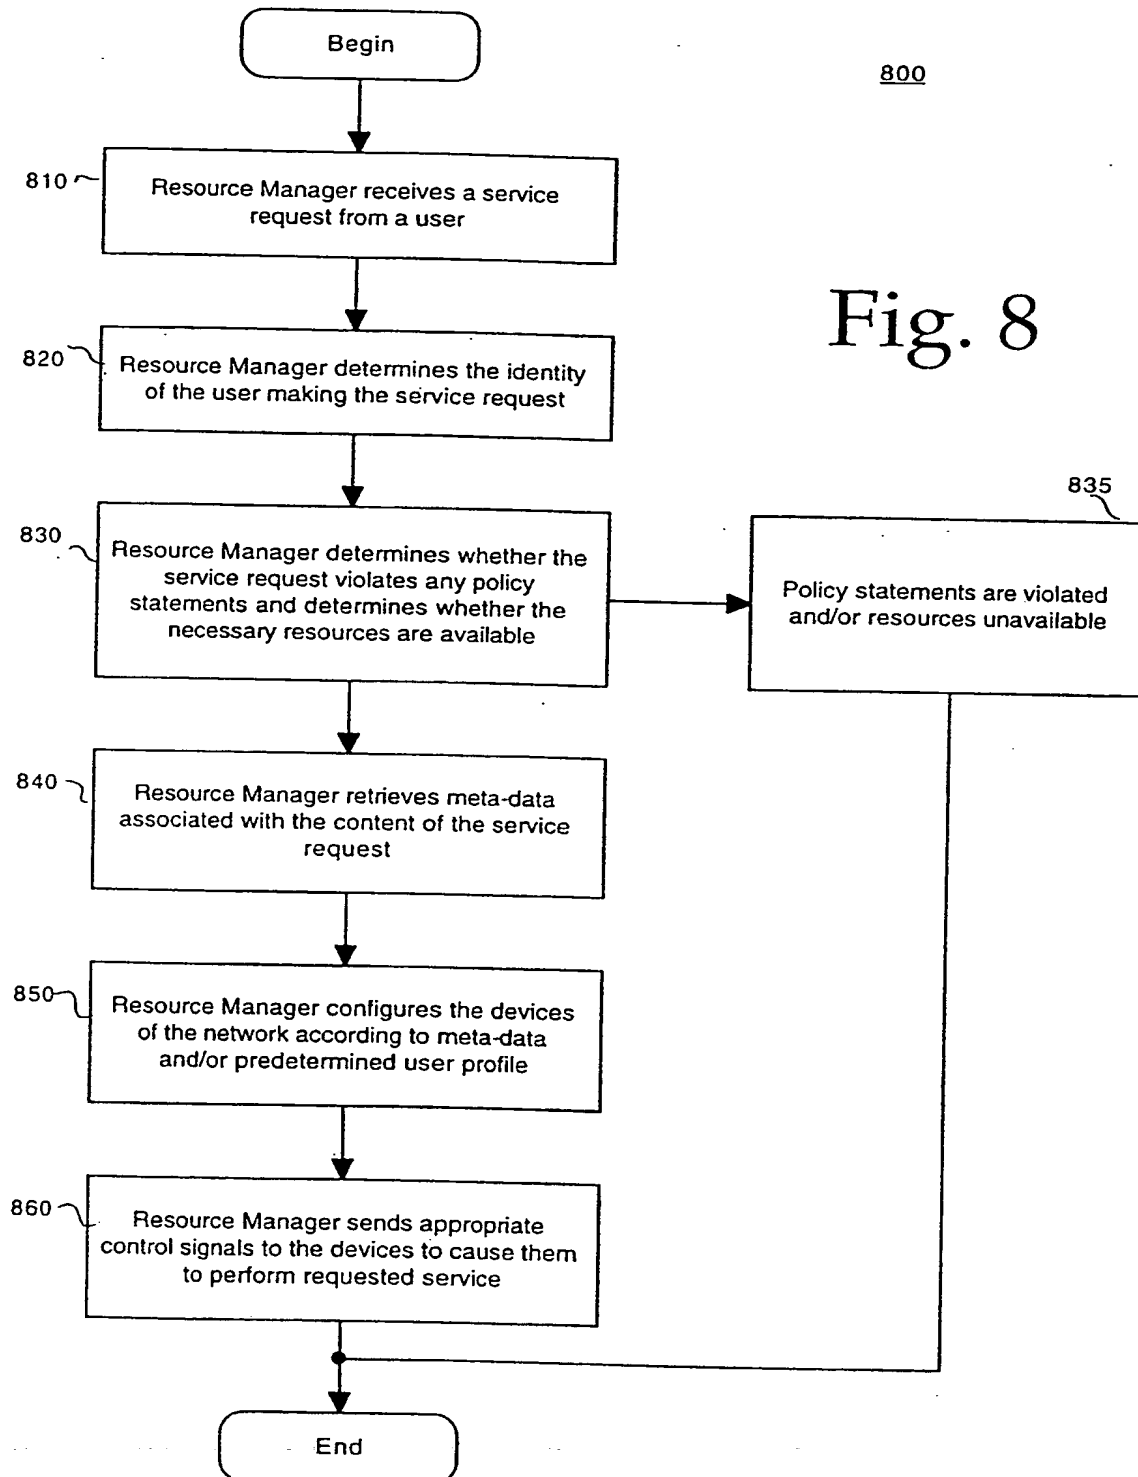 Begin
800
810
Resource Manager receives a service
request from a user
Fig. 8
820
Resource Manager determines the identity
of the user making the service request
835
830
Resource Manager determines whether the
service request violates any policy
statements and determines whether the
necessary resources are available
Policy statements are violated
and/or resources unavailable
840
Resource Manager retrieves meta-data
associated with the content of the service
request
850
Resource Manager configures the devices
of the network according to meta-data
and/or predetermined user profile
860
Resource Manager sends appropriate
control signals to the devices to cause them
to perform requested service
End